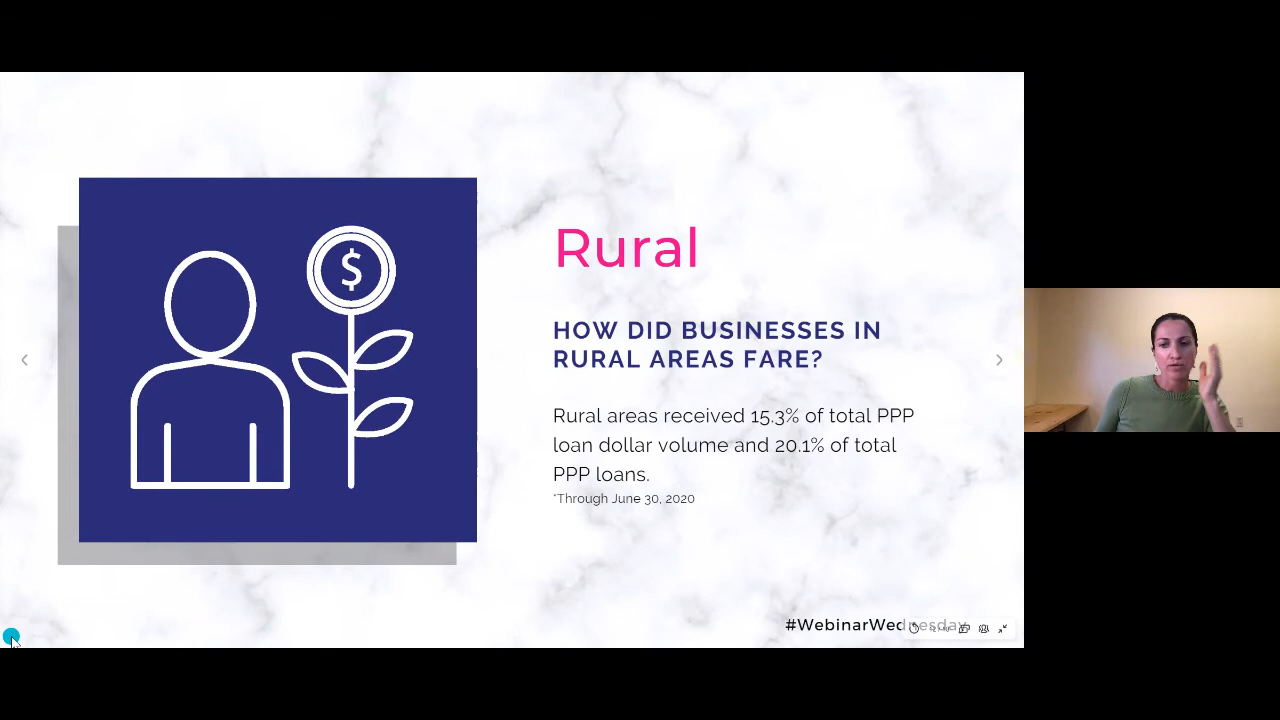 $
Rural
HOW DID BUSINESSES IN
RURAL AREAS FARE?
Rural areas received 15.3% of total PPP
loan dollar volume and 20.1% of total
PPP loans.
*Through June 30, 2020
#WebinarWednesday